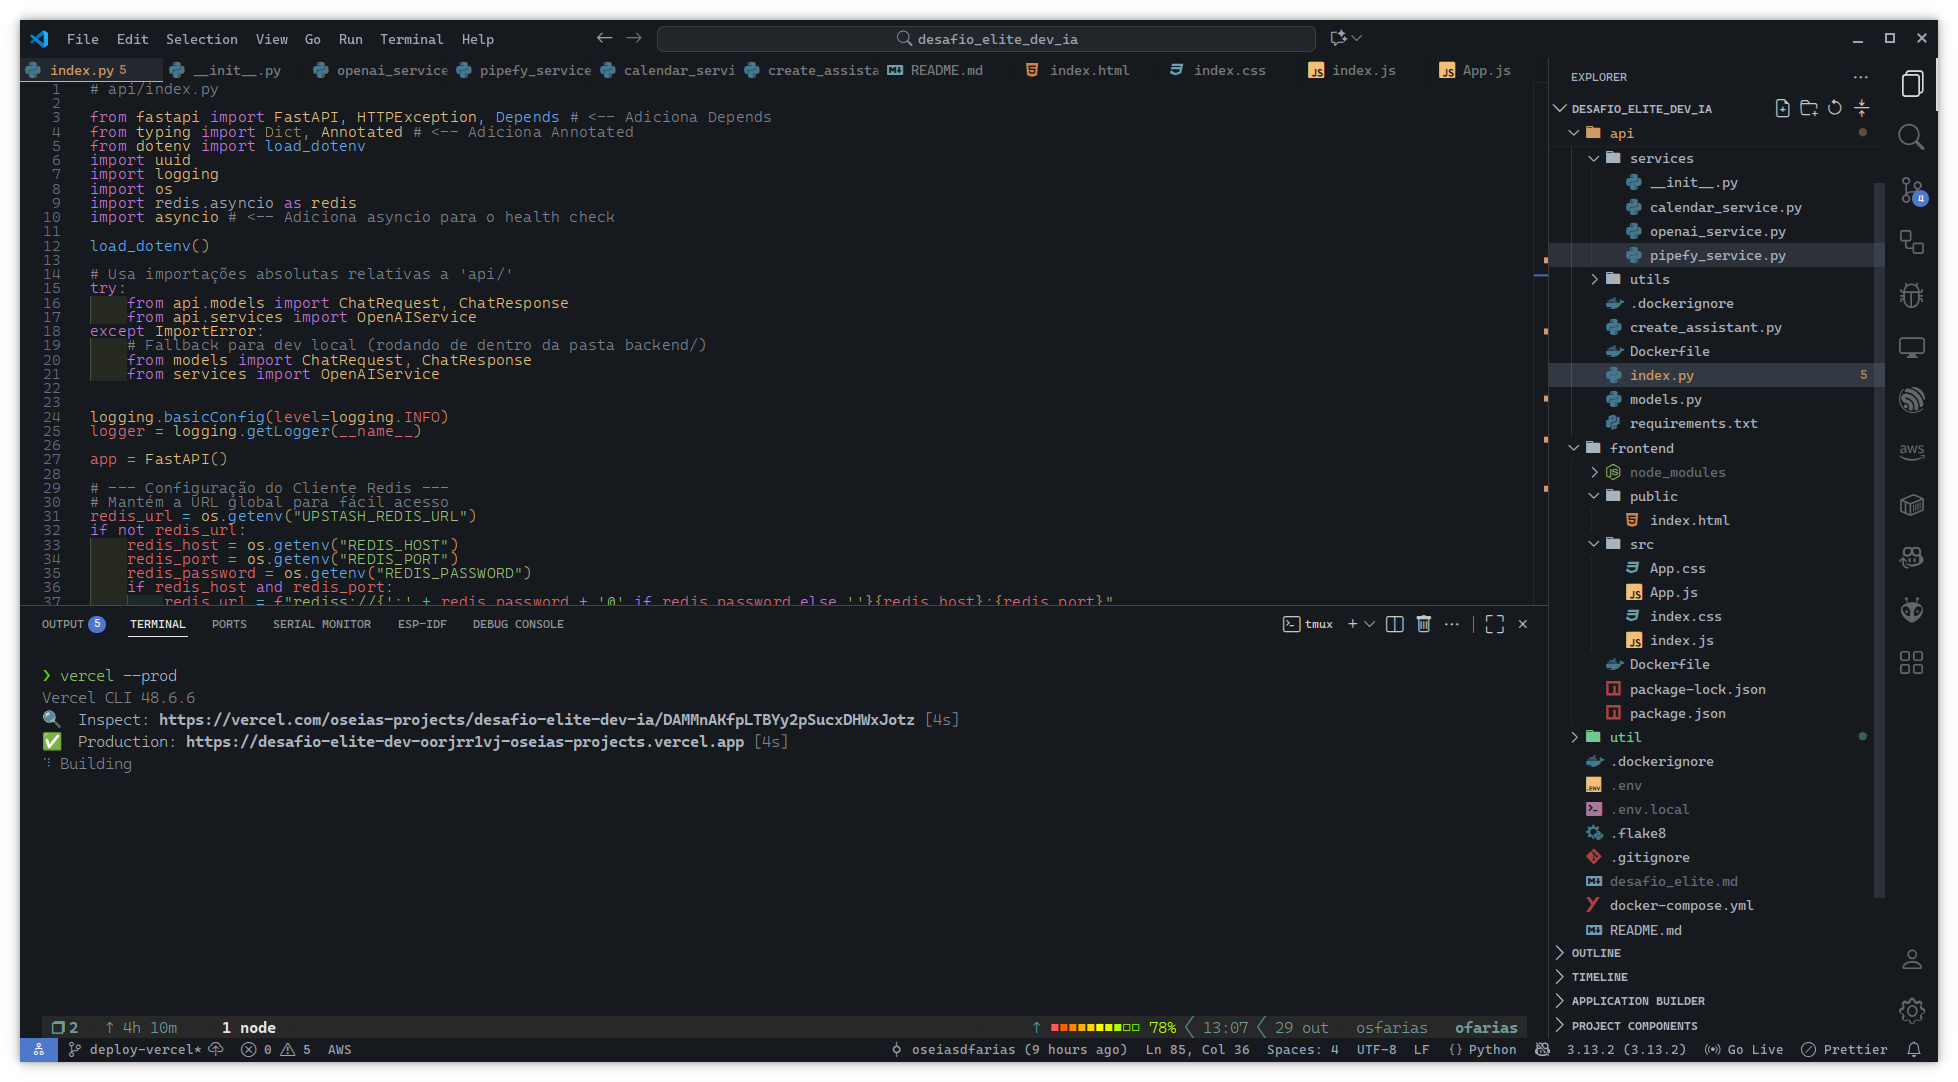 File Edit Selection View Go Run Terminal Help
desafio_elite_dev_ia
index.py 5 __init__.py openai_service pipefy_service calendar_servi create_assista README.md index.html index.css index.js App.js
1 # api/index.py
2
3 from fastapi import FastAPI, HTTPException, Depends # <-- Adiciona Depends
4 from typing import Dict, Annotated # <-- Adiciona Annotated
5 from dotenv import load_dotenv
6 import uuid
7 import logging
8 import os
9 import redis.asyncio as redis
10 import asyncio # <-- Adiciona asyncio para o health check
11
12 load_dotenv()
13
14 # Usa importações absolutas relativas a 'api/'
15 try:
16 from api.models import ChatRequest, ChatResponse
17 from api.services import OpenAIService
18 except ImportError:
19 # Fallback para dev local (rodando de dentro da pasta backend/)
20 from models import ChatRequest, ChatResponse
21 from services import OpenAIService
22
23
24 logging.basicConfig(level=logging.INFO)
25 logger = logging.getLogger(__name__)
26
27 app = FastAPI()
28
29 # --- Configuração do Cliente Redis ---
30 # Mantém a URL global para fácil acesso
31 redis_url = os.getenv("UPSTASH_REDIS_URL")
32 if not redis_url:
33 redis_host = os.getenv("REDIS_HOST")
34 redis_port = os.getenv("REDIS_PORT")
35 redis_password = os.getenv("REDIS_PASSWORD")
36 if redis_host and redis_port:
37 redis_url = f"rediss://{':' + redis_password + '@' if redis_password else ''}{redis_host}:{redis_port}"
OUTPUT 5 TERMINAL PORTS SERIAL MONITOR ESP-IDF DEBUG CONSOLE
tmux
❯ vercel --prod
Vercel CLI 48.6.6
🔍 Inspect: https://vercel.com/oseias-projects/desafio-elite-dev-ia/DAMMnAKfpLTBYy2pSucxDHWxJotz [4s]
✅ Production: https://desafio-elite-dev-oorjrr1vj-oseias-projects.vercel.app [4s]
Building
2 ↑ 4h 10m 1 node
↑ 78% 13:07 29 out osfarias ofarias
EXPLORER
DESAFIO_ELITE_DEV_IA
api
services
__init__.py
calendar_service.py
openai_service.py
pipefy_service.py
utils
.dockerignore
create_assistant.py
Dockerfile
index.py 5
models.py
requirements.txt
frontend
node_modules
public
index.html
src
App.css
App.js
index.css
index.js
Dockerfile
package-lock.json
package.json
util
.dockerignore
.env
.env.local
.flake8
.gitignore
desafio_elite.md
docker-compose.yml
README.md
OUTLINE
TIMELINE
APPLICATION BUILDER
PROJECT COMPONENTS
4
aws
deploy-vercel* 0 5 AWS
oseiasdfarias (9 hours ago) Ln 85, Col 36 Spaces: 4 UTF-8 LF {} Python 3.13.2 (3.13.2) Go Live Prettier